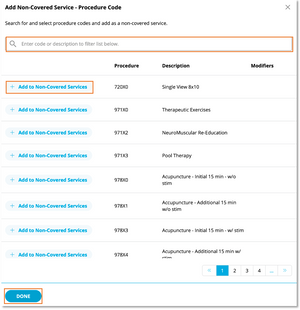 Add Non-Covered Service - Procedure Code
Search for and select procedure codes and add as a non-covered service.
Enter code or description to filter list below.
Procedure Description Modifiers
+ Add to Non-Covered Services 720X0 Single View 8x10
+ Add to Non-Covered Services 971X0 Therapeutic Exercises
+ Add to Non-Covered Services 971X2 NeuroMuscular Re-Education
+ Add to Non-Covered Services 971X3 Pool Therapy
+ Add to Non-Covered Services 978X0 Acupuncture - Initial 15 min - w/o
stim
+ Add to Non-Covered Services 978X1 Accupuncture - Additional 15 min
w/o stim
+ Add to Non-Covered Services 978X3 Acupuncture - Initial 15 min - w/ stim
+ Add to Non-Covered Services 978X4 Acupuncture - Additional 15 min w/
stim
« 1 2 3 4 ... > »
DONE